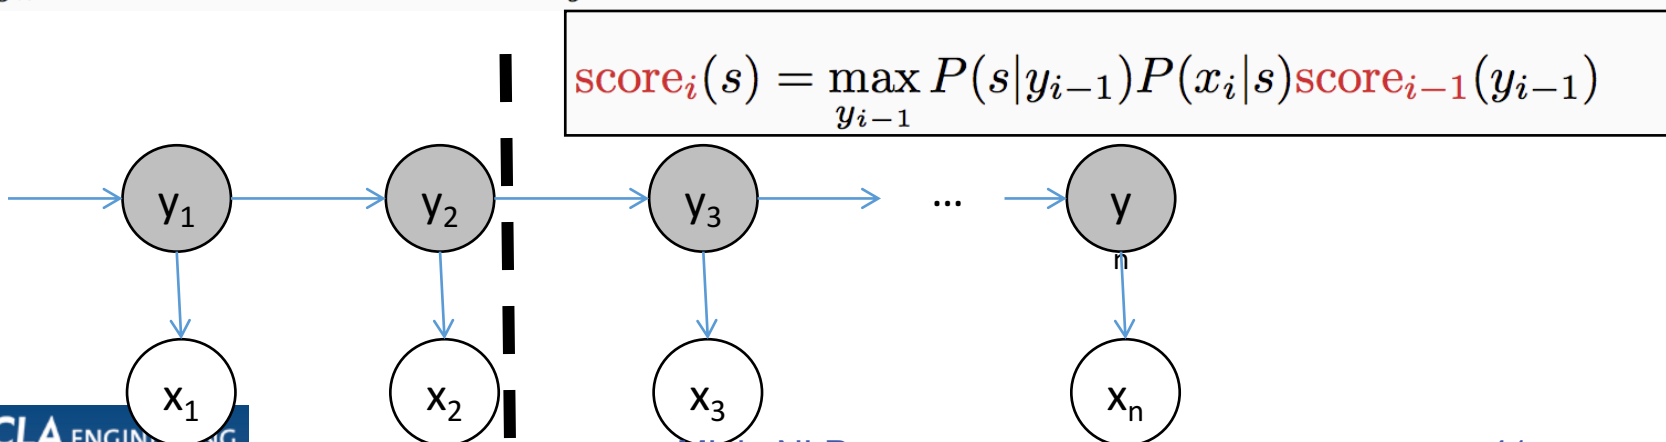 scoreᵢ(s) = max P(s|yᵢ₋₁)P(xᵢ|s)scoreᵢ₋₁(yᵢ₋₁)
yᵢ₋₁
y₁ y₂ y₃ ... y
n
x₁ x₂ x₃ xₙ